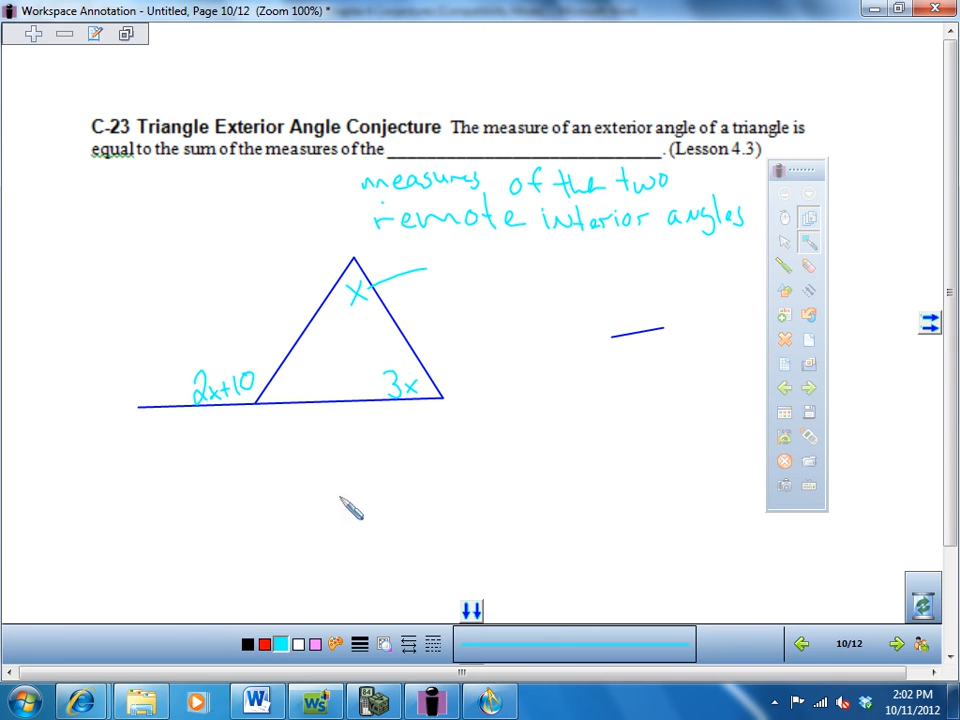 Workspace Annotation - Untitled, Page 10/12 (Zoom 100%) *
C-23 Triangle Exterior Angle Conjecture The measure of an exterior angle of a triangle is
equal to the sum of the measures of the ______________________________. (Lesson 4.3)
measures of the two
remote interior angles
x
2x+10
3x
10/12
2:02 PM
10/11/2012